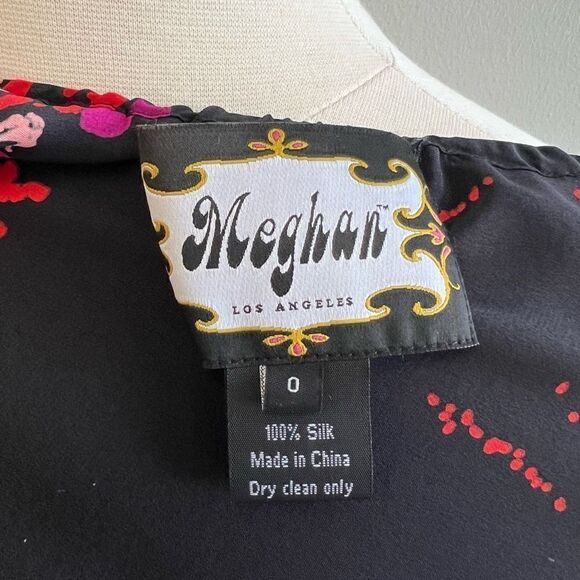 Meghan™
LOS ANGELES
0
100% Silk
Made in China
Dry clean only